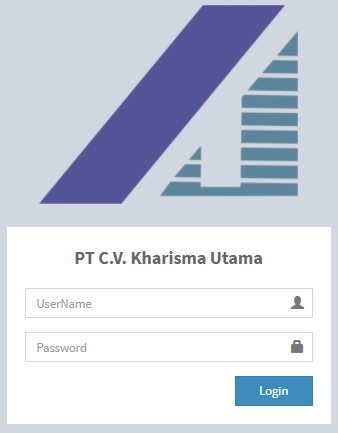 PT C.V. Kharisma Utama
UserName
Password
Login